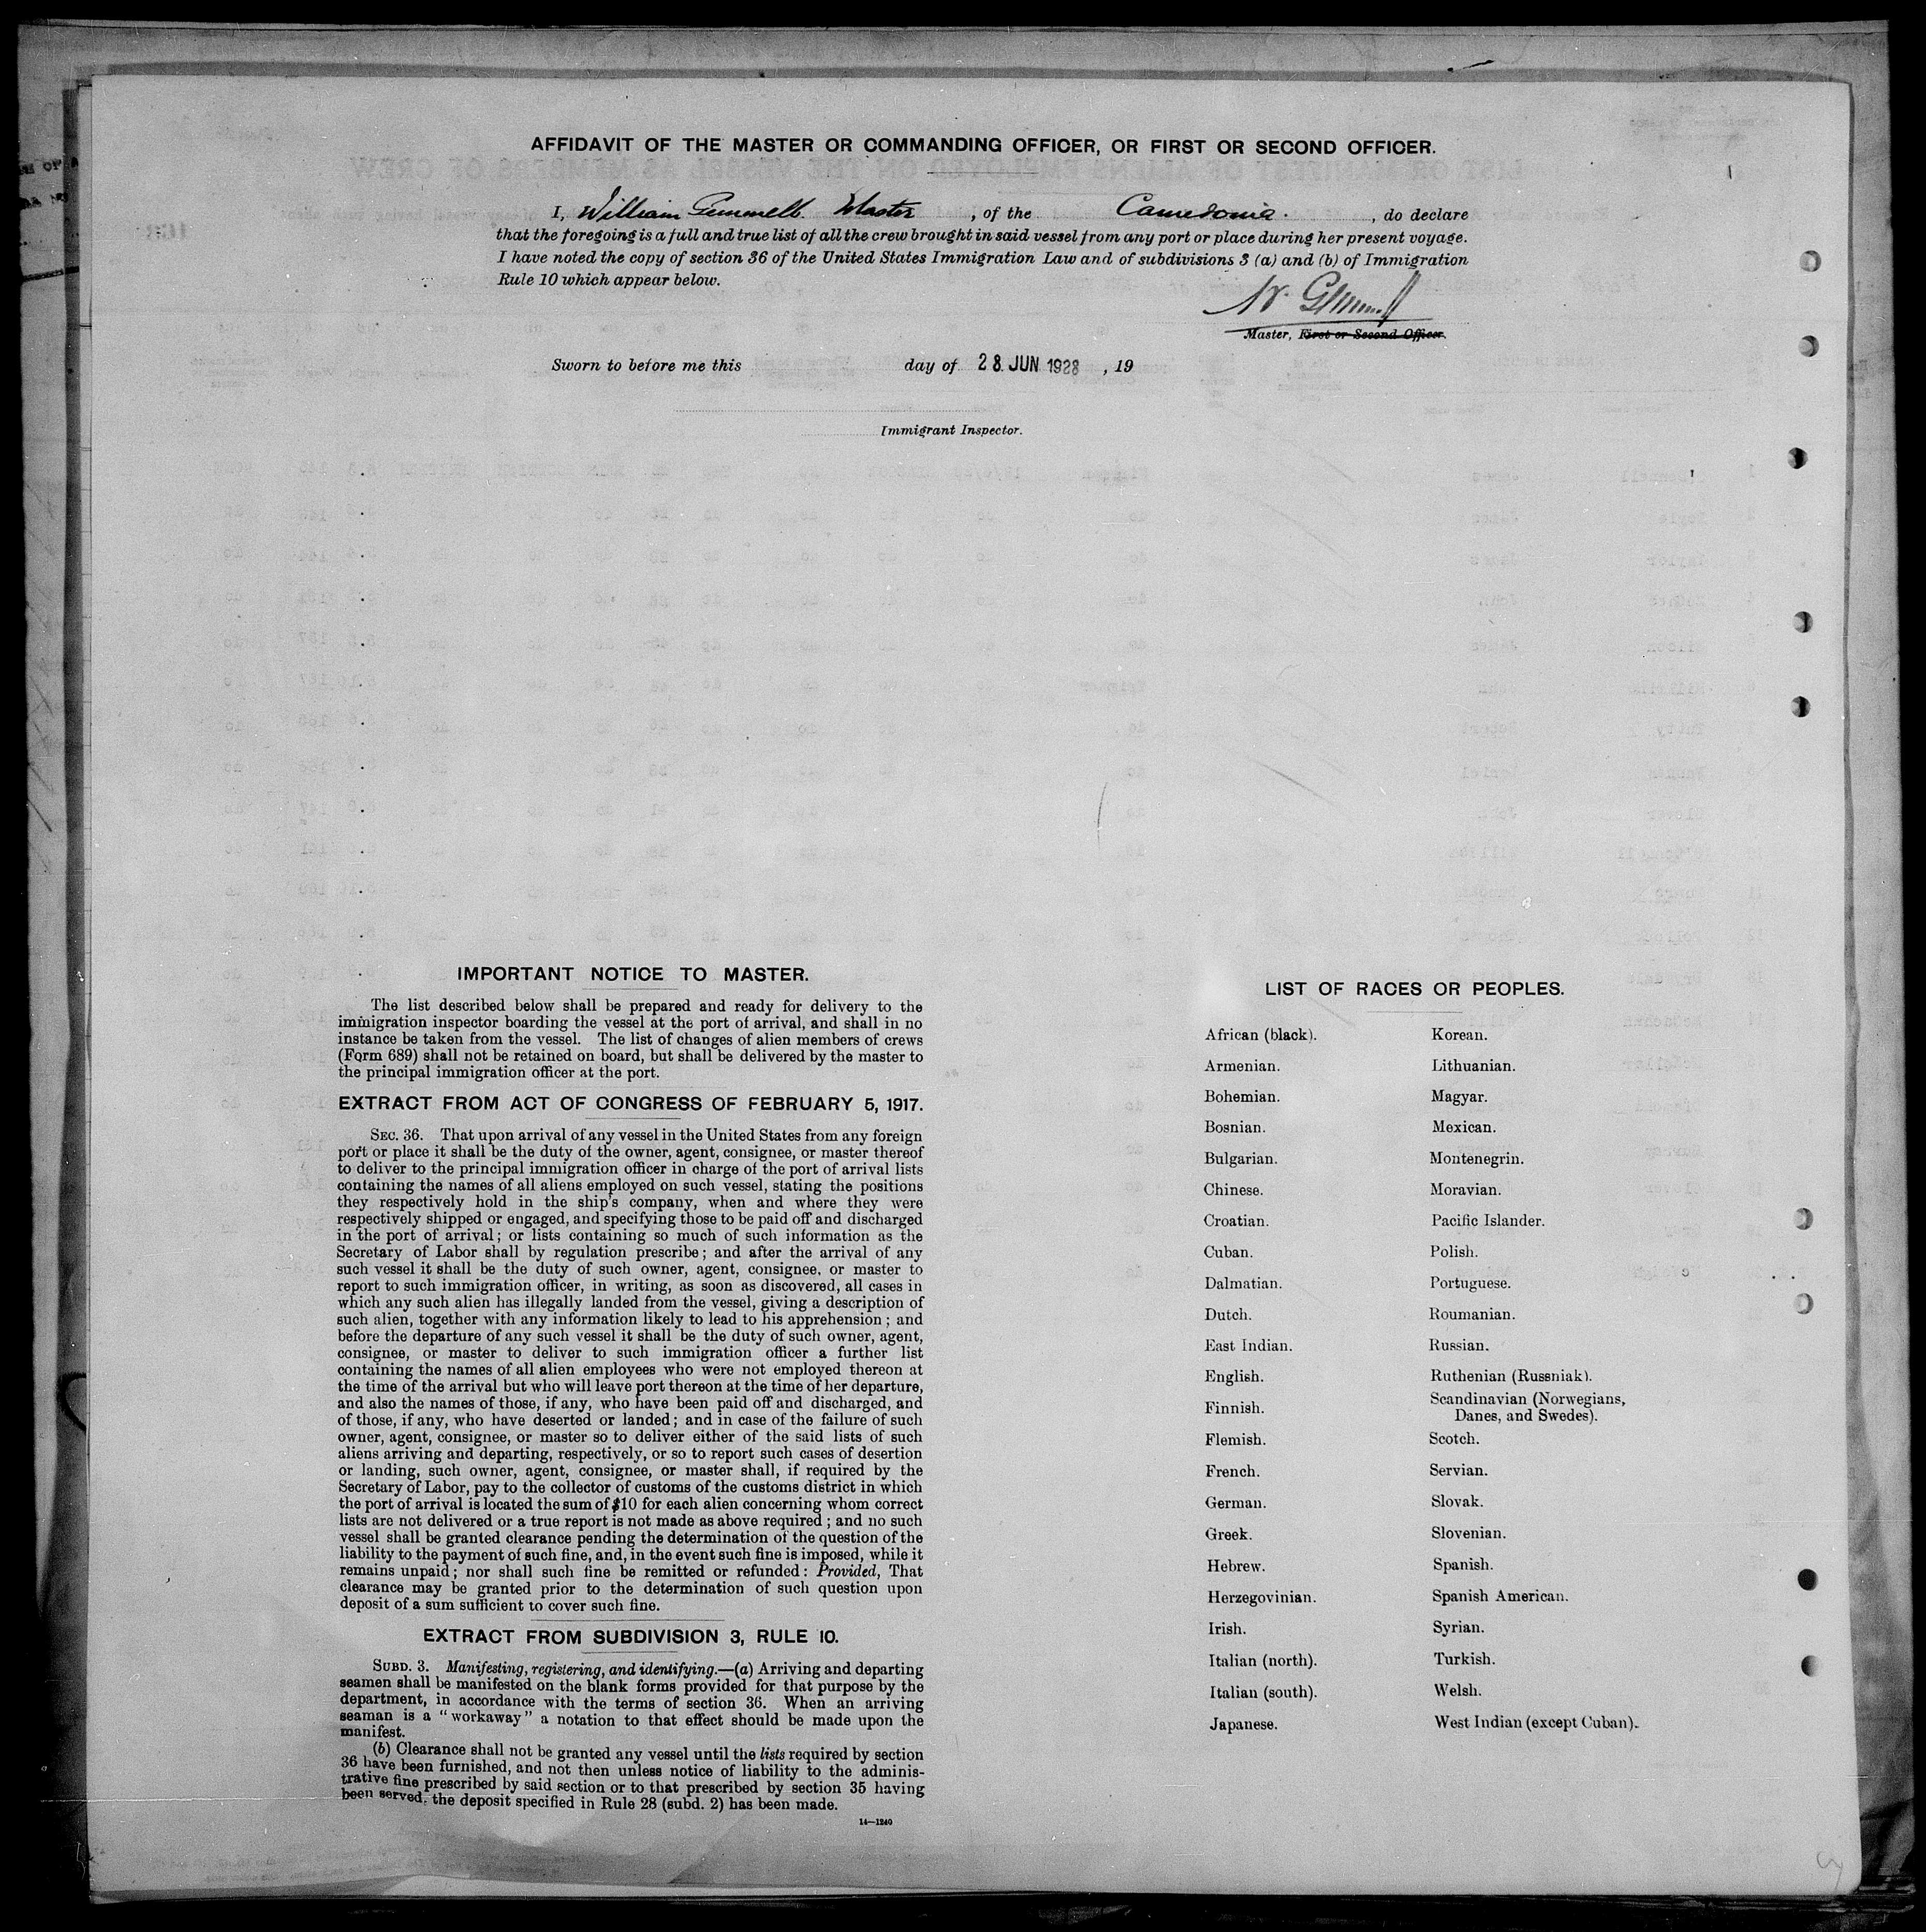 AFFIDAVIT OF THE MASTER OR COMMANDING OFFICER, OR FIRST OR SECOND OFFICER.
I, William Gemmell. Master, of the Cameronia., do declare
that the foregoing is a full and true list of all the crew brought in said vessel from any port or place during her present voyage.
I have noted the copy of section 36 of the United States Immigration Law and of subdivisions 3 (a) and (b) of Immigration
Rule 10 which appear below.
W. Gemmell
Master, First or Second Officer.
Sworn to before me this day of 28 JUN 1928, 19
Immigrant Inspector.
IMPORTANT NOTICE TO MASTER.
The list described below shall be prepared and ready for delivery to the
immigration inspector boarding the vessel at the port of arrival, and shall in no
instance be taken from the vessel. The list of changes of alien members of crews
(Form 689) shall not be retained on board, but shall be delivered by the master to
the principal immigration officer at the port.
EXTRACT FROM ACT OF CONGRESS OF FEBRUARY 5, 1917.
SEC. 36. That upon arrival of any vessel in the United States from any foreign
port or place it shall be the duty of the owner, agent, consignee, or master thereof
to deliver to the principal immigration officer in charge of the port of arrival lists
containing the names of all aliens employed on such vessel, stating the positions
they respectively hold in the ship's company, when and where they were
respectively shipped or engaged, and specifying those to be paid off and discharged
in the port of arrival; or lists containing so much of such information as the
Secretary of Labor shall by regulation prescribe; and after the arrival of any
such vessel it shall be the duty of such owner, agent, consignee, or master to
report to such immigration officer, in writing, as soon as discovered, all cases in
which any such alien has illegally landed from the vessel, giving a description of
such alien, together with any information likely to lead to his apprehension; and
before the departure of any such vessel it shall be the duty of such owner, agent,
consignee, or master to deliver to such immigration officer a further list
containing the names of all alien employees who were not employed thereon at
the time of the arrival but who will leave port thereon at the time of her departure,
and also the names of those, if any, who have been paid off and discharged, and
of those, if any, who have deserted or landed; and in case of the failure of such
owner, agent, consignee, or master so to deliver either of the said lists of such
aliens arriving and departing, respectively, or so to report such cases of desertion
or landing, such owner, agent, consignee, or master shall, if required by the
Secretary of Labor, pay to the collector of customs of the customs district in which
the port of arrival is located the sum of $10 for each alien concerning whom correct
lists are not delivered or a true report is not made as above required; and no such
vessel shall be granted clearance pending the determination of the question of the
liability to the payment of such fine, and, in the event such fine is imposed, while it
remains unpaid; nor shall such fine be remitted or refunded: Provided, That
clearance may be granted prior to the determination of such question upon
deposit of a sum sufficient to cover such fine.
EXTRACT FROM SUBDIVISION 3, RULE 10.
SUBD. 3. Manifesting, registering, and identifying.—(a) Arriving and departing
seamen shall be manifested on the blank forms provided for that purpose by the
department, in accordance with the terms of section 36. When an arriving
seaman is a "workaway" a notation to that effect should be made upon the
manifest.
(b) Clearance shall not be granted any vessel until the lists required by section
36 have been furnished, and not then unless notice of liability to the adminis-
trative fine prescribed by said section or to that prescribed by section 35 having
been served, the deposit specified in Rule 28 (subd. 2) has been made.
14—1240
LIST OF RACES OR PEOPLES.
African (black).
Armenian.
Bohemian.
Bosnian.
Bulgarian.
Chinese.
Croatian.
Cuban.
Dalmatian.
Dutch.
East Indian.
English.
Finnish.
Flemish.
French.
German.
Greek.
Hebrew.
Herzegovinian.
Irish.
Italian (north).
Italian (south).
Japanese.
Korean.
Lithuanian.
Magyar.
Mexican.
Montenegrin.
Moravian.
Pacific Islander.
Polish.
Portuguese.
Roumanian.
Russian.
Ruthenian (Russniak).
Scandinavian (Norwegians,
Danes, and Swedes).
Scotch.
Servian.
Slovak.
Slovenian.
Spanish.
Spanish American.
Syrian.
Turkish.
Welsh.
West Indian (except Cuban).